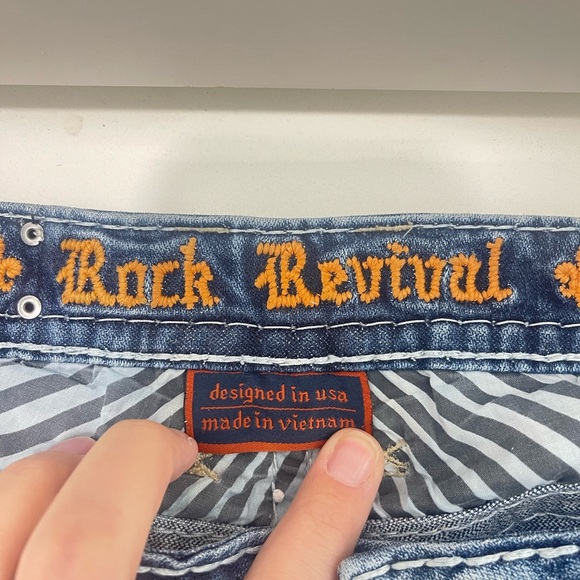 Rock Revival
designed in usa
made in vietnam